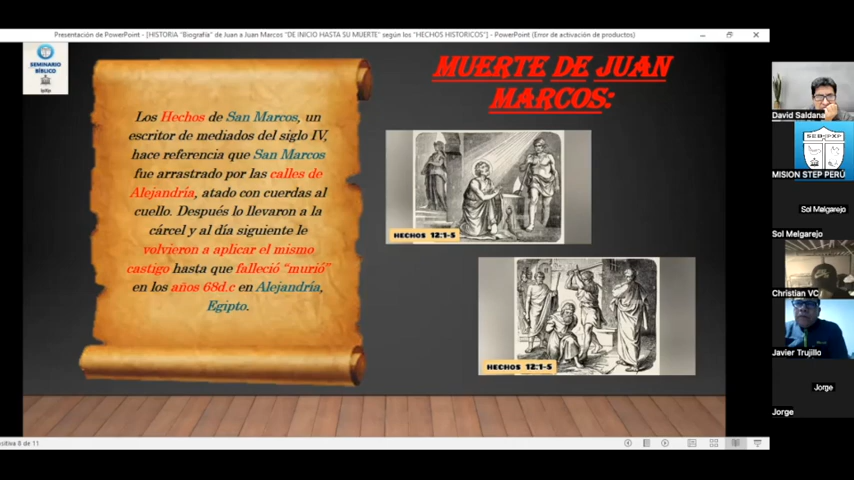 Presentación de PowerPoint - [HISTORIA "Biografía" de Juan a Juan Marcos "DE INICIO HASTA SU MUERTE" según los "HECHOS HISTORICOS"] - PowerPoint (Error de activación de productos)
SEMINARIO
BÍBLICO
MUERTE DE JUAN
MARCOS:
Los Hechos de San Marcos, un
escritor de mediados del siglo IV,
hace referencia que San Marcos
fue arrastrado por las calles de
Alejandría, atado con cuerdas al
cuello. Después lo llevaron a la
cárcel y al día siguiente le
volvieron a aplicar el mismo
castigo hasta que falleció “murió”
en los años 68d.c en Alejandría,
Egipto.
HECHOS 12:1-5
HECHOS 12:1-5
David Saldana
MISION STEP PERÚ
Sol Melgarejo
Sol Melgarejo
Christian VC
Javier Trujillo
Jorge
Jorge
ositiva 8 de 11